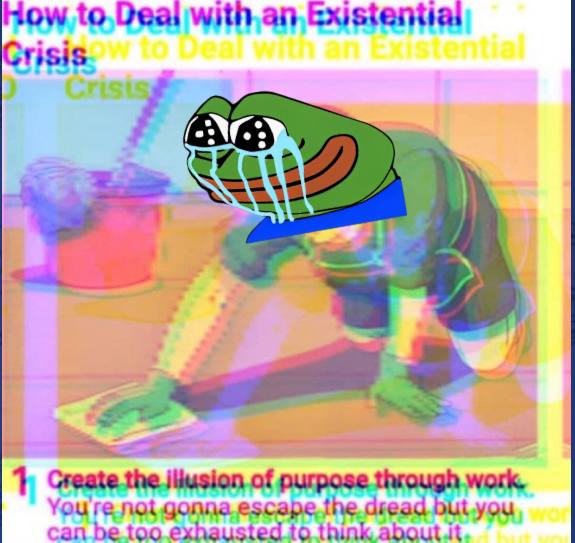 How to Deal with an Existential
Crisis
1 Create the illusion of purpose through work.
You're not gonna escape the dread but you
can be too exhausted to think about it